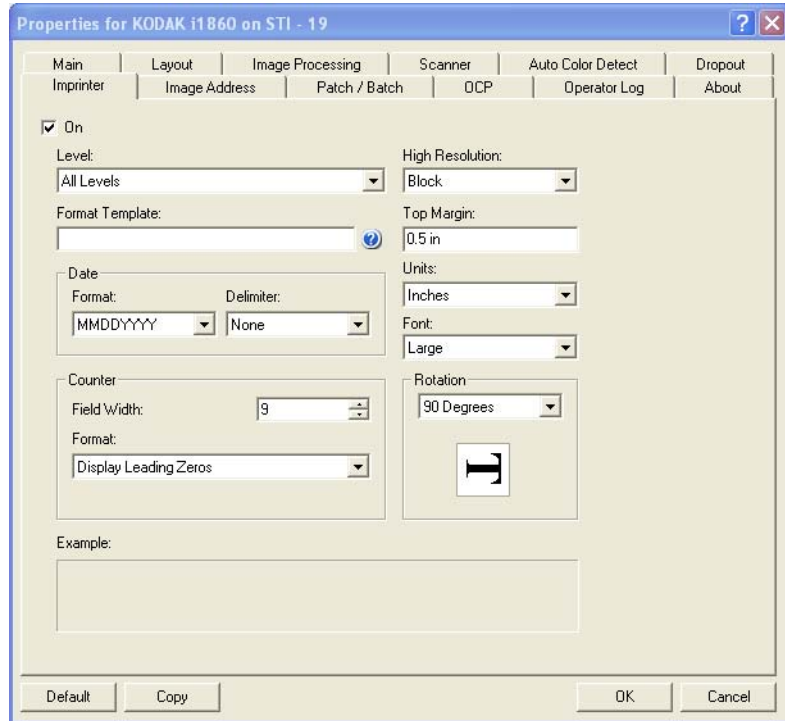 Properties for KODAK i1860 on STI - 19
Main Layout Image Processing Scanner Auto Color Detect Dropout
Imprinter Image Address Patch / Batch OCP Operator Log About
On
Level:
All Levels
High Resolution:
Block
Format Template:
Top Margin:
0.5 in
Date
Format:
MMDDYYYY
Delimiter:
None
Units:
Inches
Font:
Large
Counter
Field Width:
9
Format:
Display Leading Zeros
Rotation
90 Degrees
T
Example:
Default Copy OK Cancel